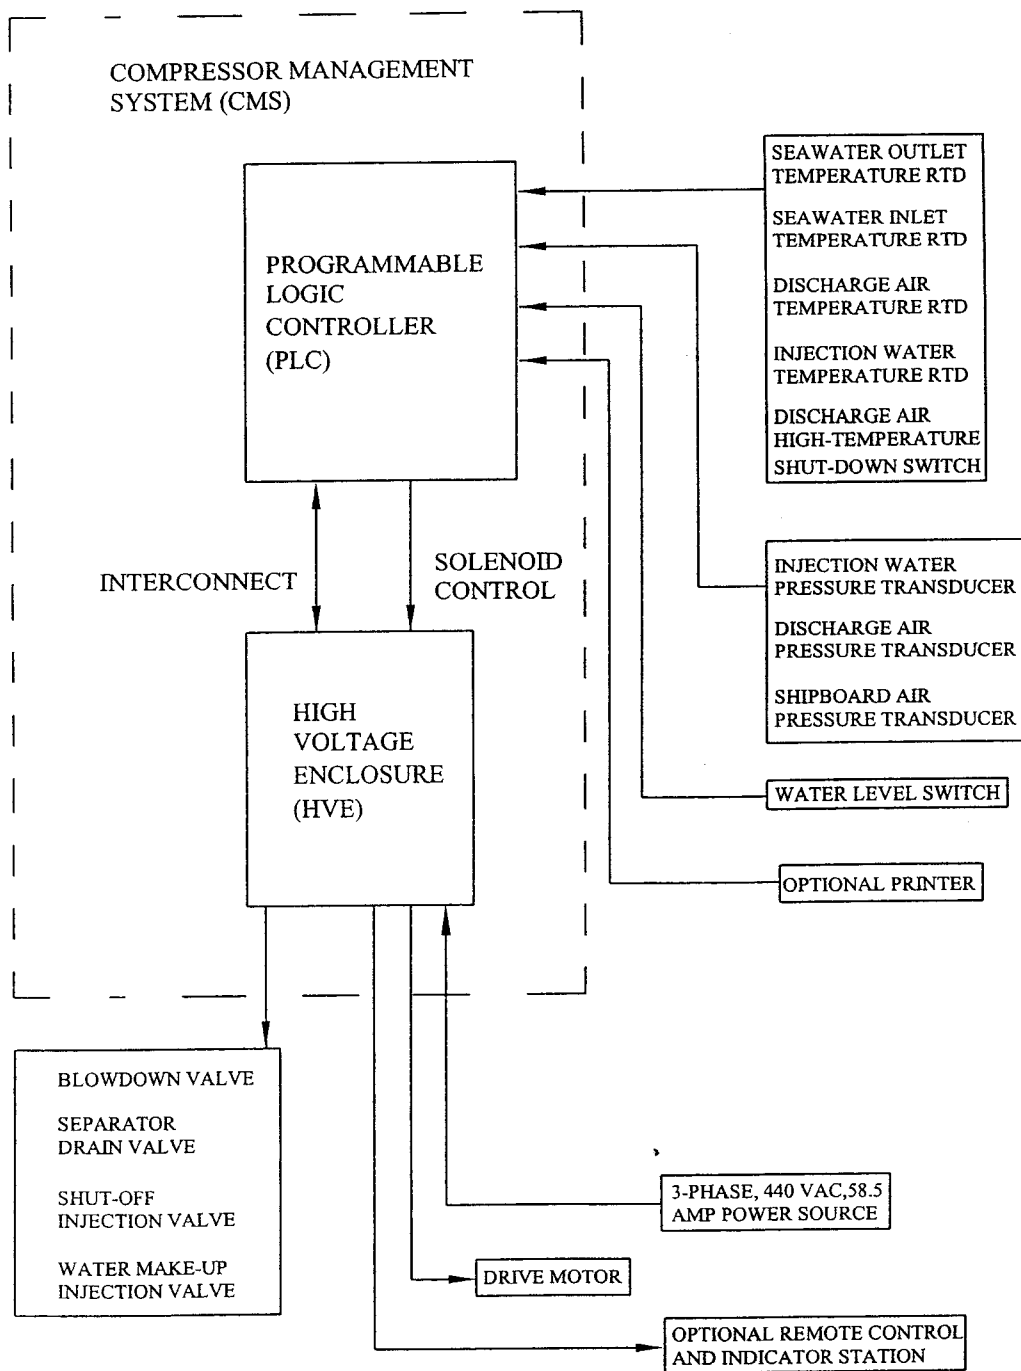 COMPRESSOR MANAGEMENT
SYSTEM (CMS)
SEAWATER OUTLET
TEMPERATURE RTD
SEAWATER INLET
TEMPERATURE RTD
DISCHARGE AIR
TEMPERATURE RTD
INJECTION WATER
TEMPERATURE RTD
DISCHARGE AIR
HIGH-TEMPERATURE
SHUT-DOWN SWITCH
PROGRAMMABLE
LOGIC
CONTROLLER
(PLC)
INTERCONNECT
SOLENOID
CONTROL
INJECTION WATER
PRESSURE TRANSDUCER
DISCHARGE AIR
PRESSURE TRANSDUCER
SHIPBOARD AIR
PRESSURE TRANSDUCER
HIGH
VOLTAGE
ENCLOSURE
(HVE)
WATER LEVEL SWITCH
OPTIONAL PRINTER
BLOWDOWN VALVE
SEPARATOR
DRAIN VALVE
SHUT-OFF
INJECTION VALVE
WATER MAKE-UP
INJECTION VALVE
3-PHASE, 440 VAC,58.5
AMP POWER SOURCE
DRIVE MOTOR
OPTIONAL REMOTE CONTROL
AND INDICATOR STATION